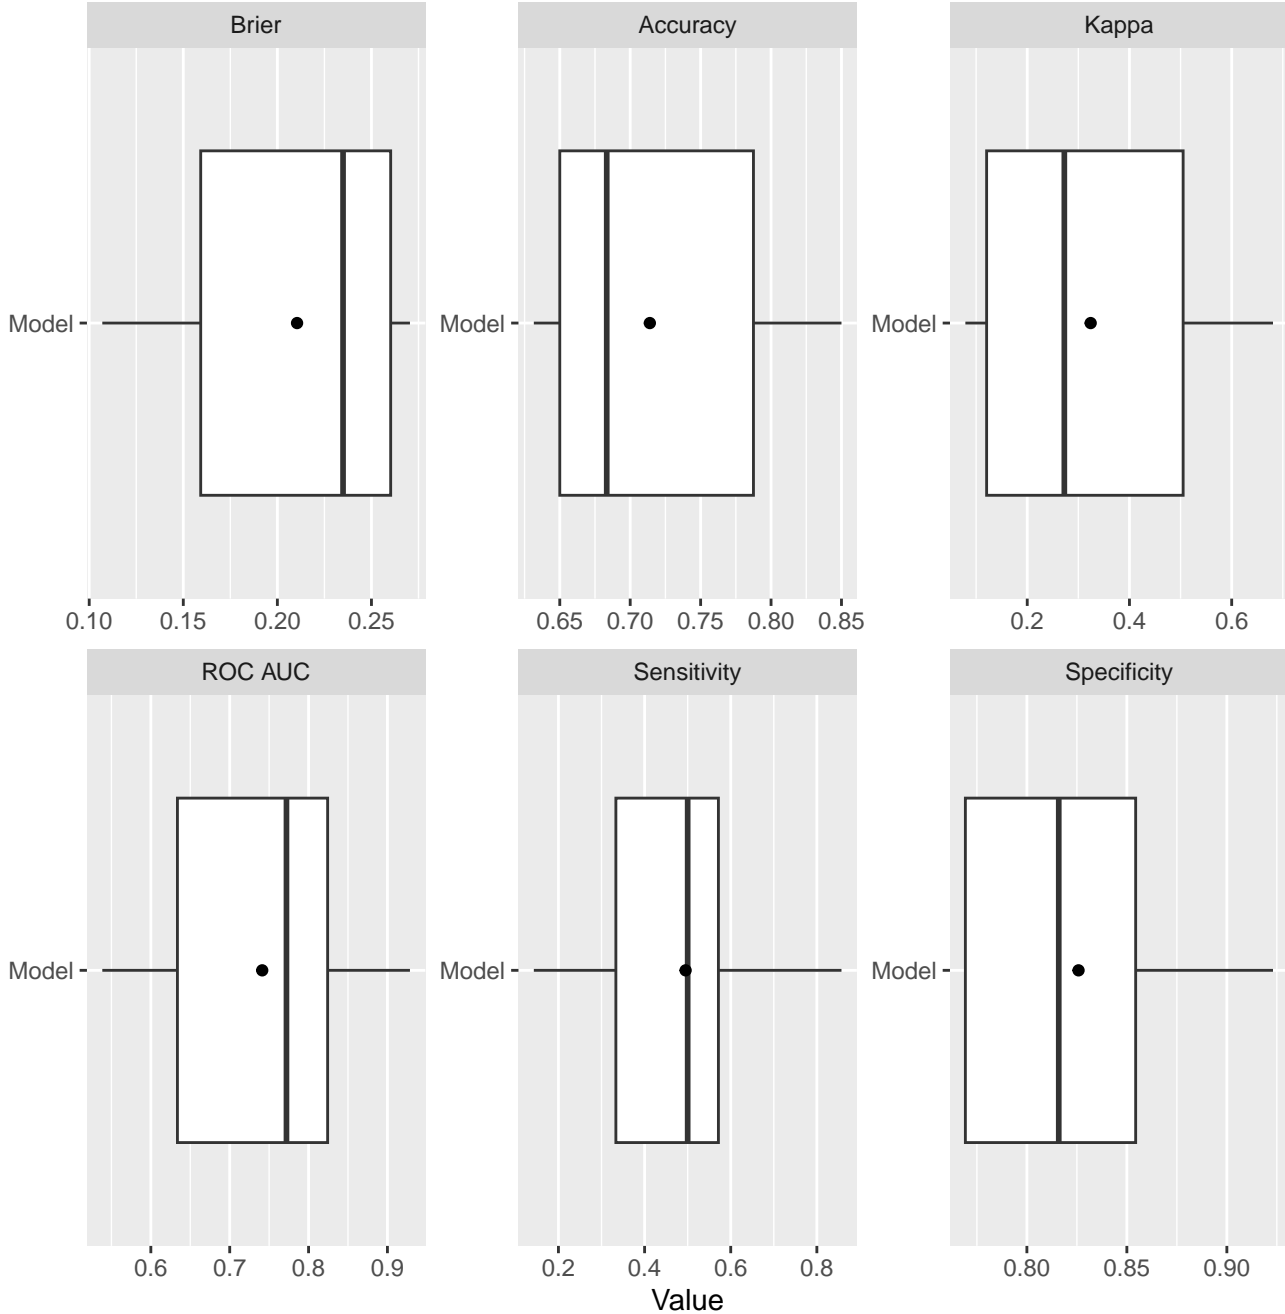 Brier Accuracy Kappa
Model Model Model
0.10 0.15 0.20 0.25 0.65 0.70 0.75 0.80 0.85 0.2 0.4 0.6
ROC AUC Sensitivity Specificity
Model Model Model
0.6 0.7 0.8 0.9 0.2 0.4 0.6 0.8 0.80 0.85 0.90
Value